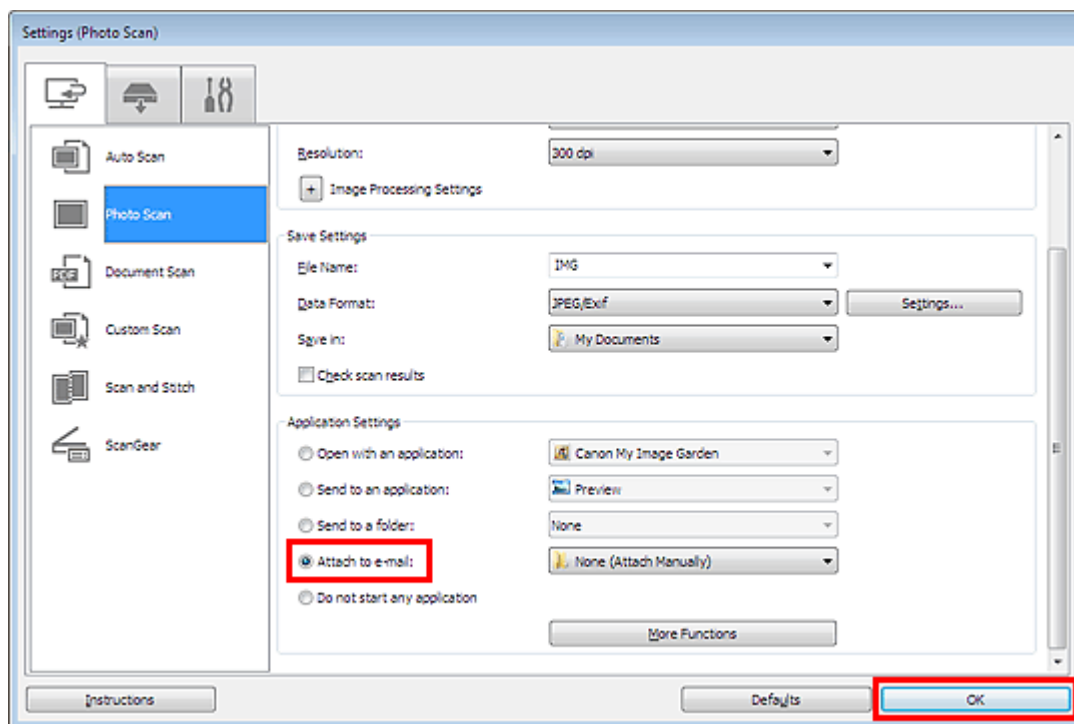 Settings (Photo Scan)
Auto Scan
Photo Scan
PDF
Document Scan
Custom Scan
Scan and Stitch
ScanGear
Resolution: 300 dpi
+ Image Processing Settings
Save Settings
File Name: IMG
Data Format: JPEG/Exif Settings...
Save in: My Documents
Check scan results
Application Settings
Open with an application: Canon My Image Garden
Send to an application: Preview
Send to a folder: None
Attach to e-mail: None (Attach Manually)
Do not start any application
More Functions
Instructions Defaults OK